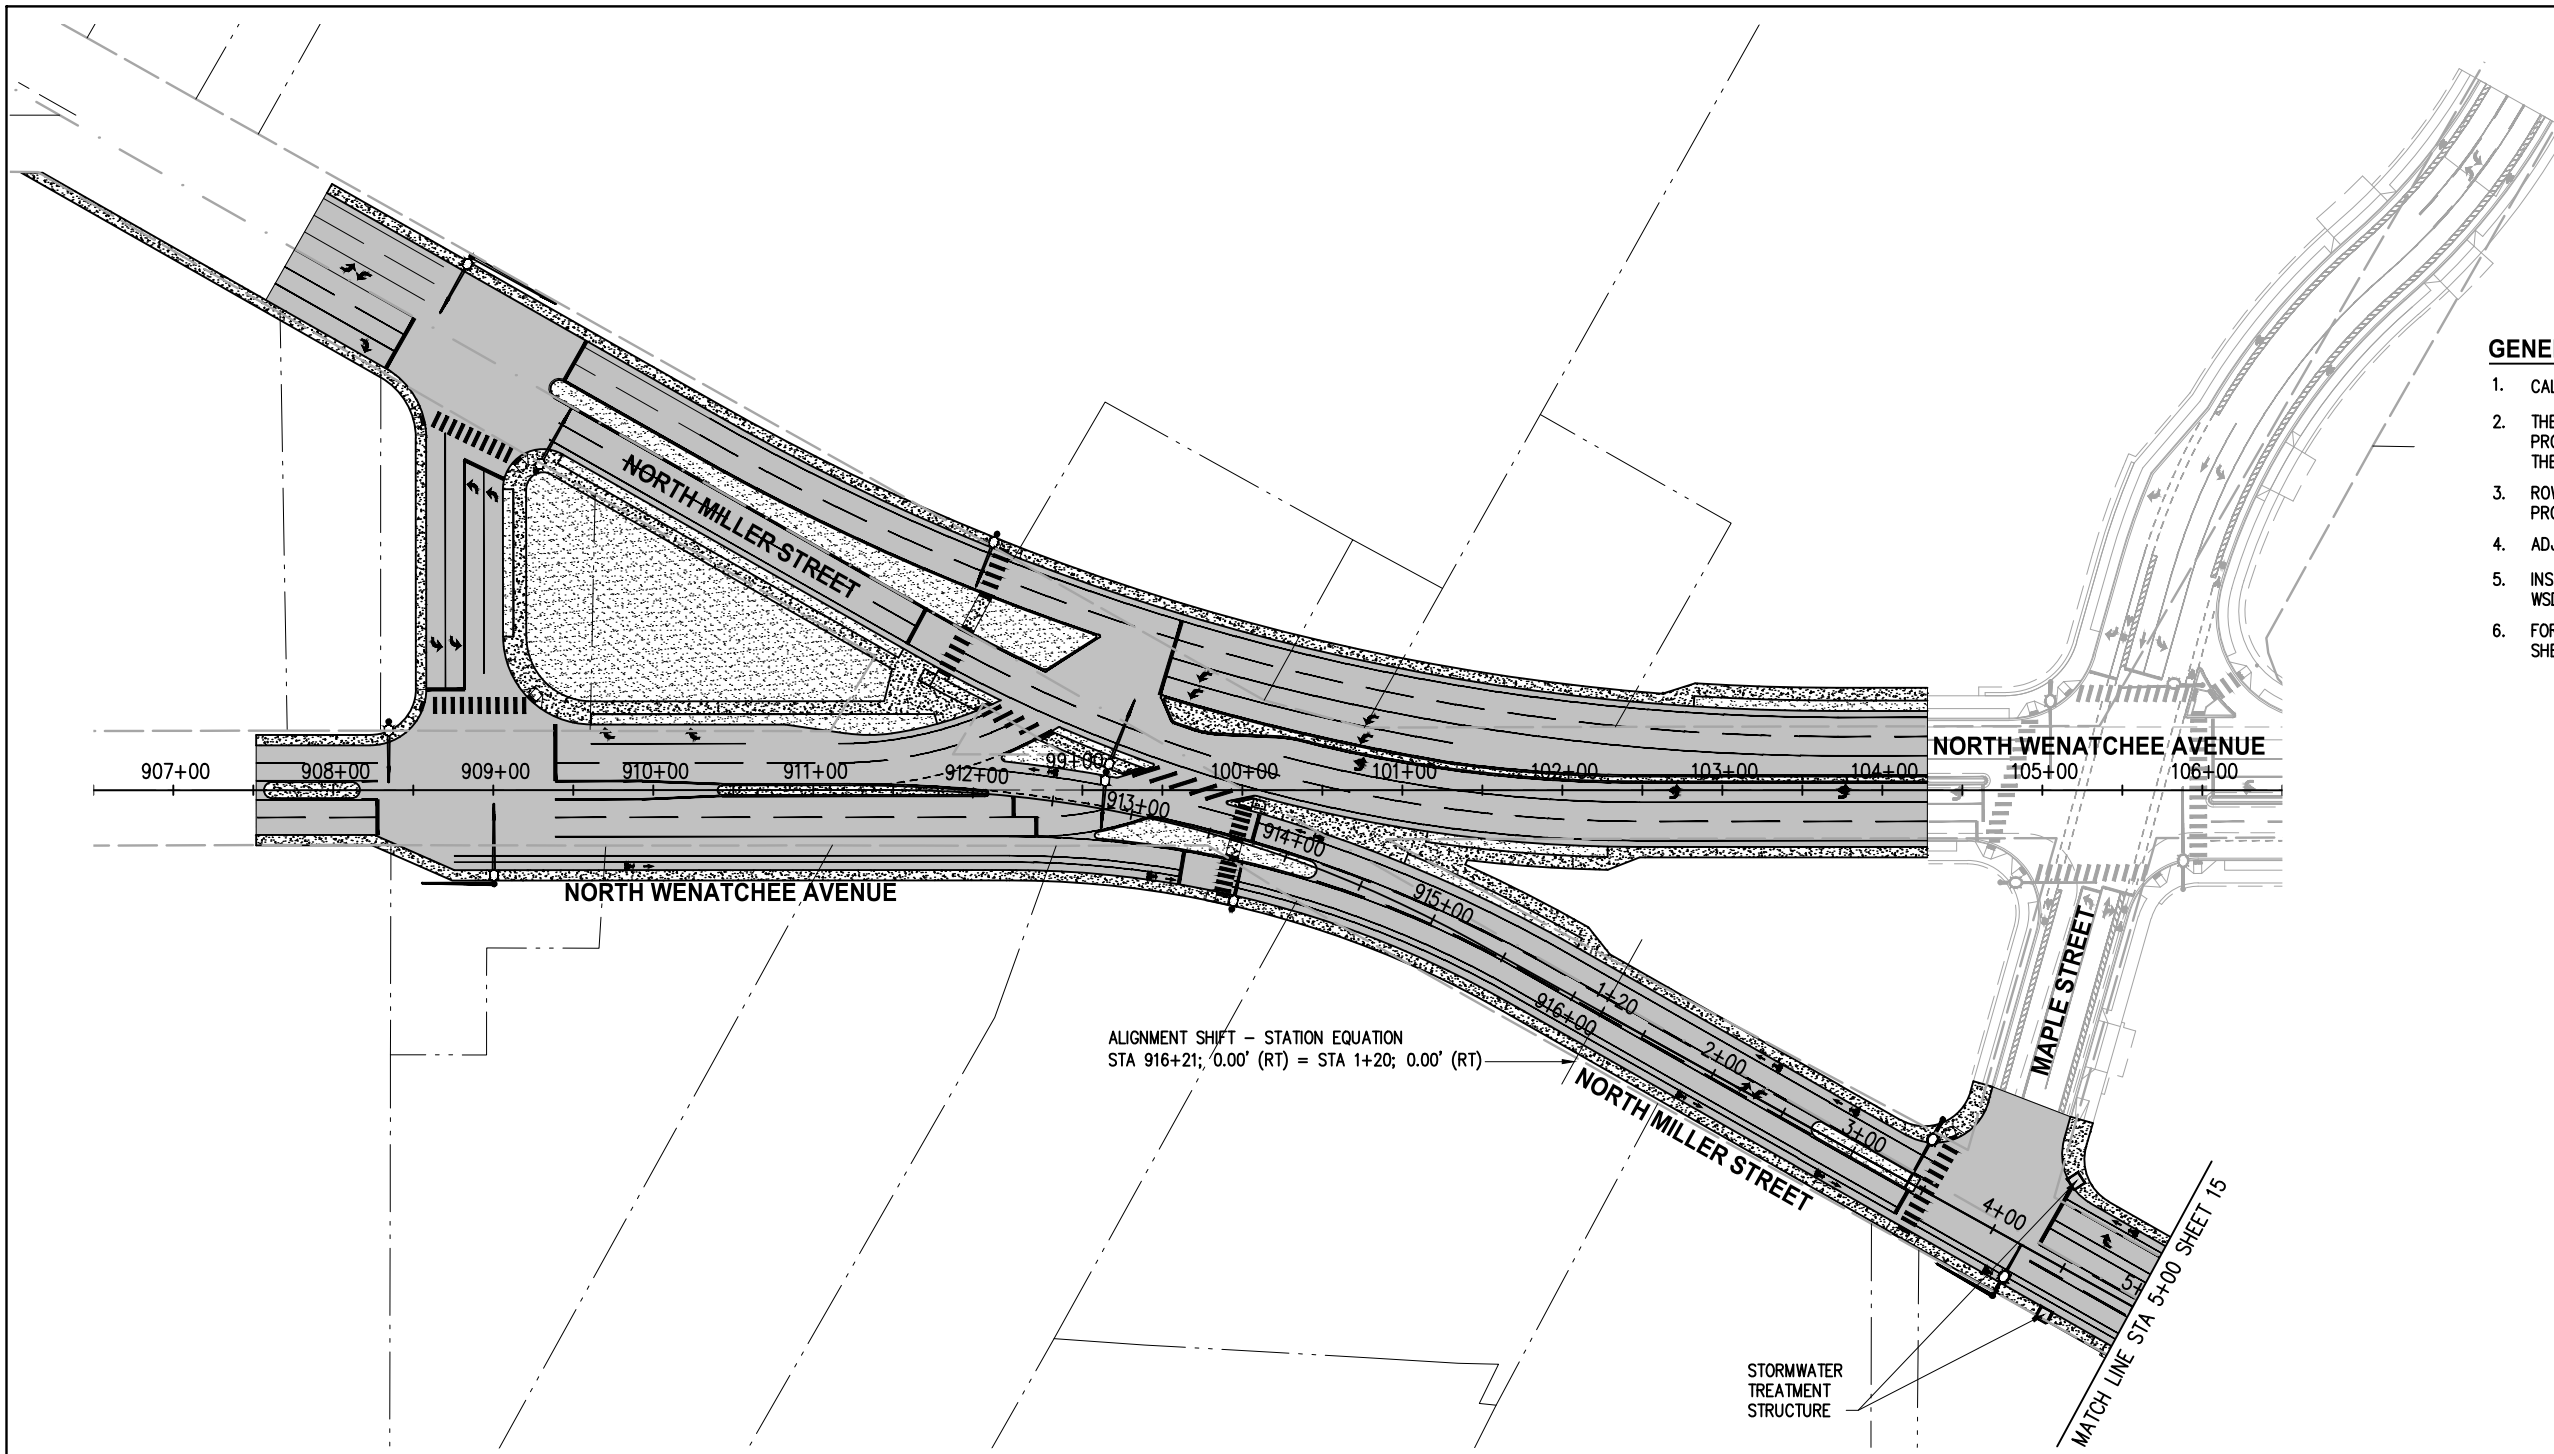 GENE
1. CAL
2. THE
PRO
THE
3. ROW
PRO
4. ADJ
5. INS
WSD
6. FOR
SHE
NORTH MILLER STREET
NORTH WENATCHEE AVENUE
907+00 908+00 909+00 910+00 911+00 912+00 99+00 100+00 101+00 102+00 103+00 104+00 105+00 106+00
913+00
914+00
915+00
916+00
NORTH WENATCHEE AVENUE
1+20
2+00
3+00
4+00
5+
MAPLE STREET
ALIGNMENT SHIFT – STATION EQUATION
STA 916+21; 0.00' (RT) = STA 1+20; 0.00' (RT)
NORTH MILLER STREET
STORMWATER
TREATMENT
STRUCTURE
MATCH LINE STA 5+00 SHEET 15